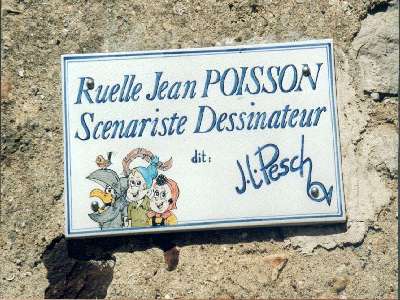 Ruelle Jean POISSON
Scenariste Dessinateur
dit:
J.L. Pesch